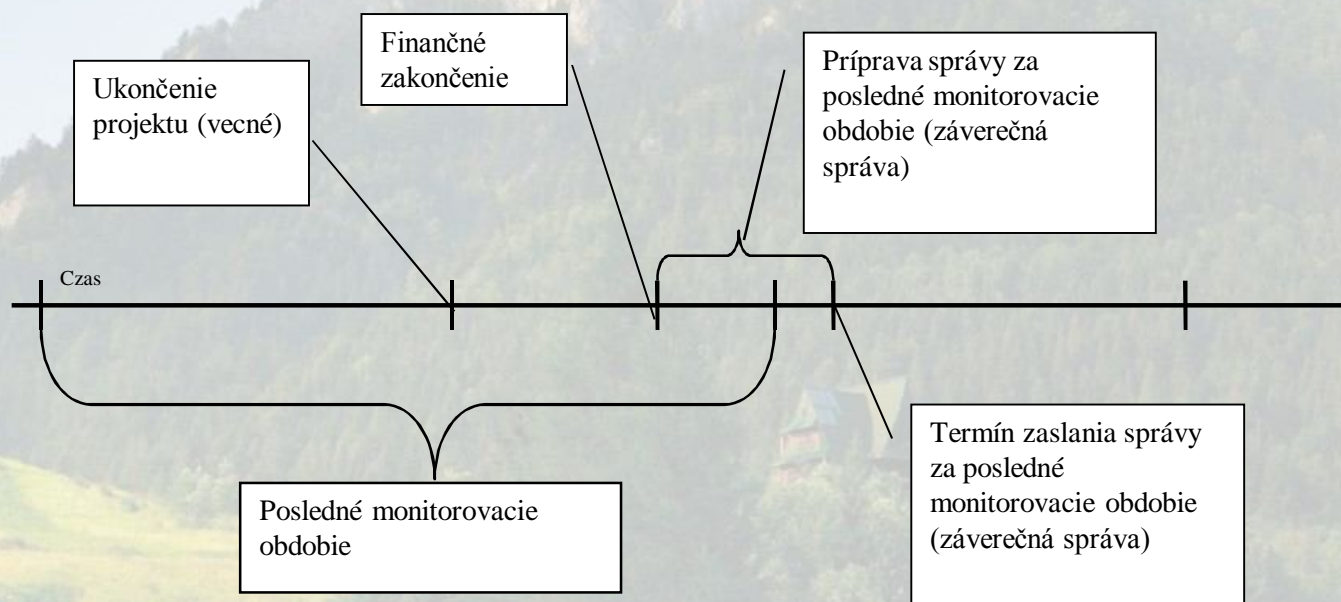 Finančné
zakončenie
Príprava správy za
posledné monitorovacie
obdobie (záverečná
správa)
Ukončenie
projektu (vecné)
Czas
Termín zaslania správy
za posledné
monitorovacie obdobie
(záverečná správa)
Posledné monitorovacie
obdobie